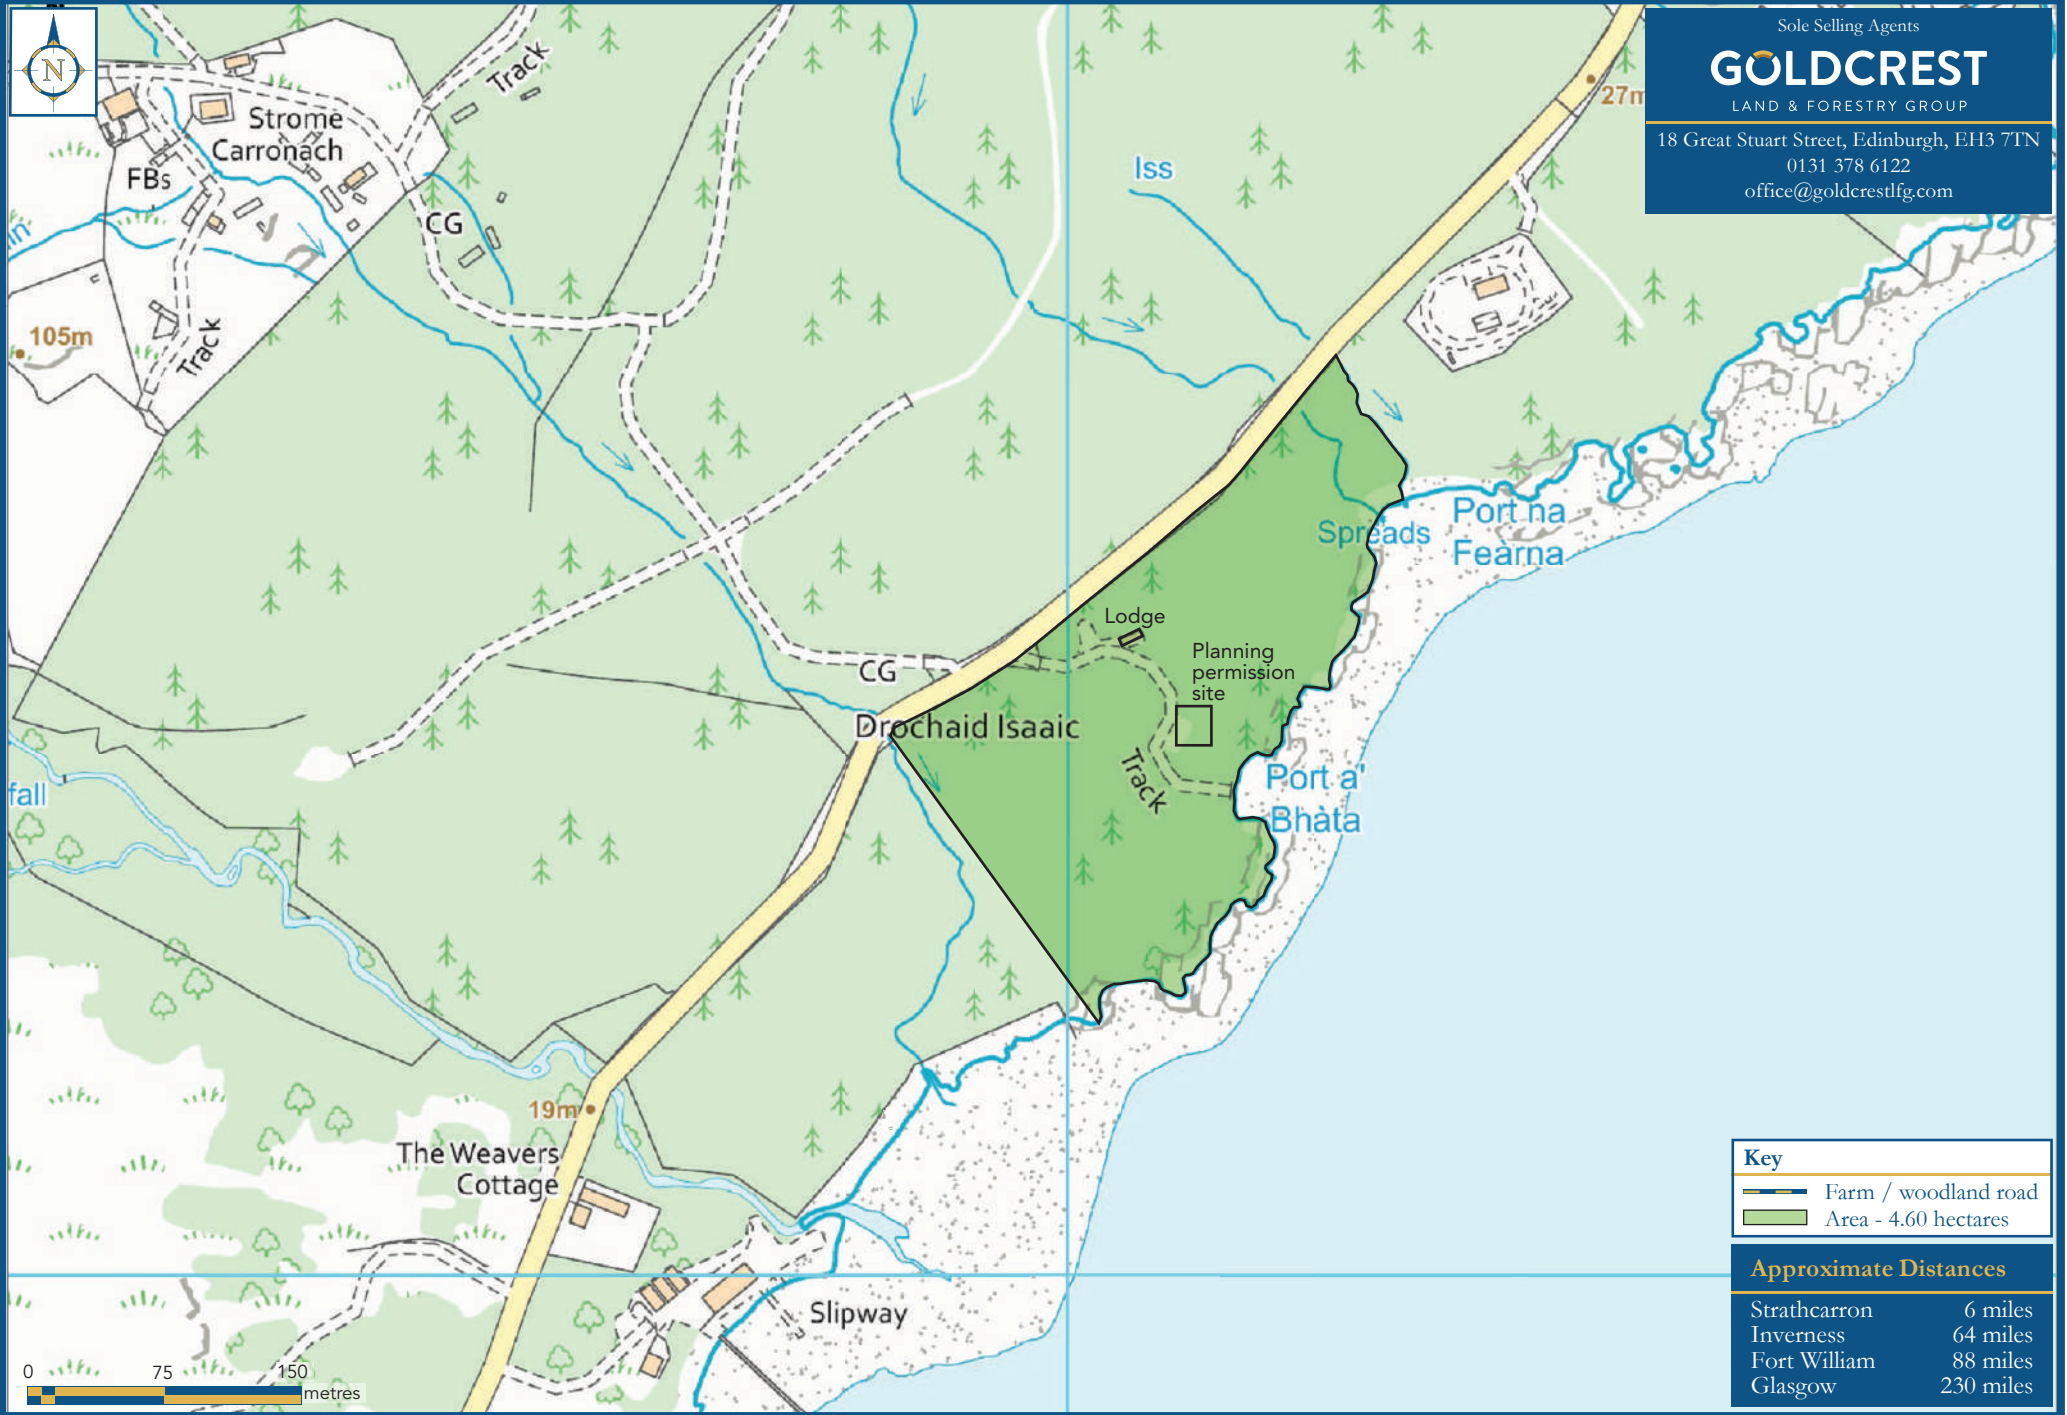 N
Sole Selling Agents
GOLDCREST
LAND & FORESTRY GROUP
18 Great Stuart Street, Edinburgh, EH3 7TN
0131 378 6122
office@goldcrestlfg.com
Track
27m
Strome
Carronach
FBs
Iss
CG
105m
Track
Port na
Feàrna
Spreads
Lodge
Planning
permission
site
CG
Drochaid Isaaic
Track
Port a'
Bhàta
fall
19m
The Weavers
Cottage
Slipway
Key
Farm / woodland road
Area - 4.60 hectares
Approximate Distances
Strathcarron 6 miles
Inverness 64 miles
Fort William 88 miles
Glasgow 230 miles
0 75 150
metres